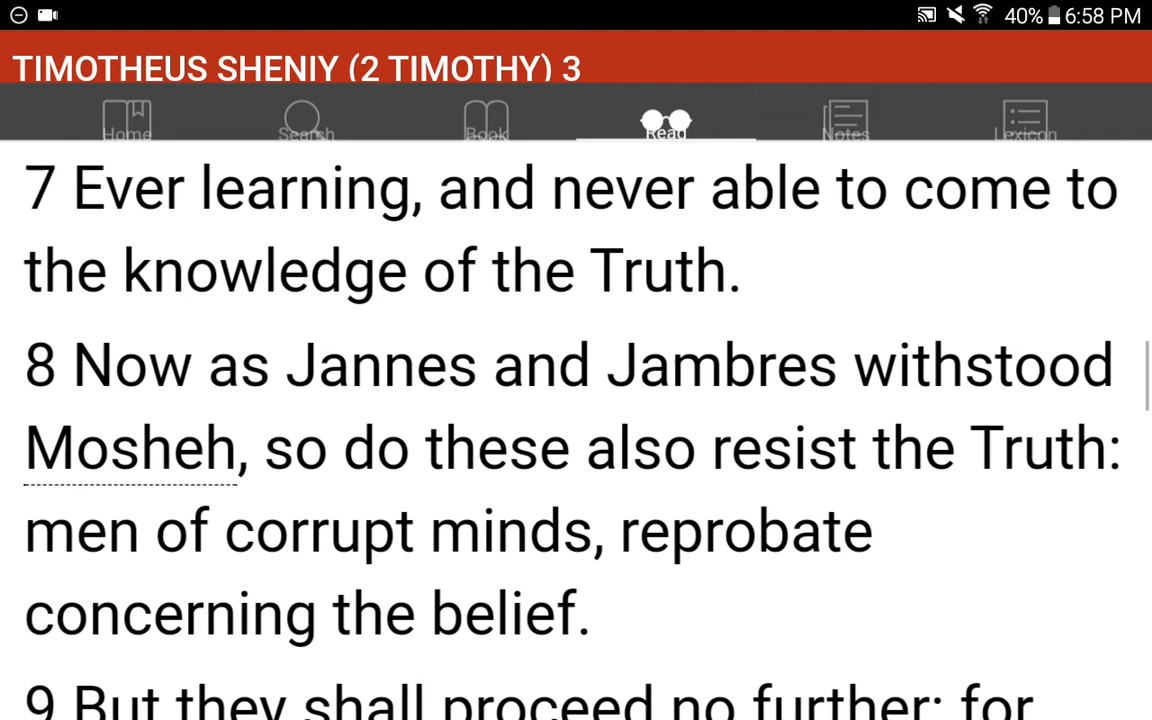 40% 6:58 PM
TIMOTHEUS SHENIY (2 TIMOTHY) 3
Home Search Book Read Notes Lexicon
7 Ever learning, and never able to come to
the knowledge of the Truth.
8 Now as Jannes and Jambres withstood
Mosheh, so do these also resist the Truth:
men of corrupt minds, reprobate
concerning the belief.
9 But they shall proceed no further: for